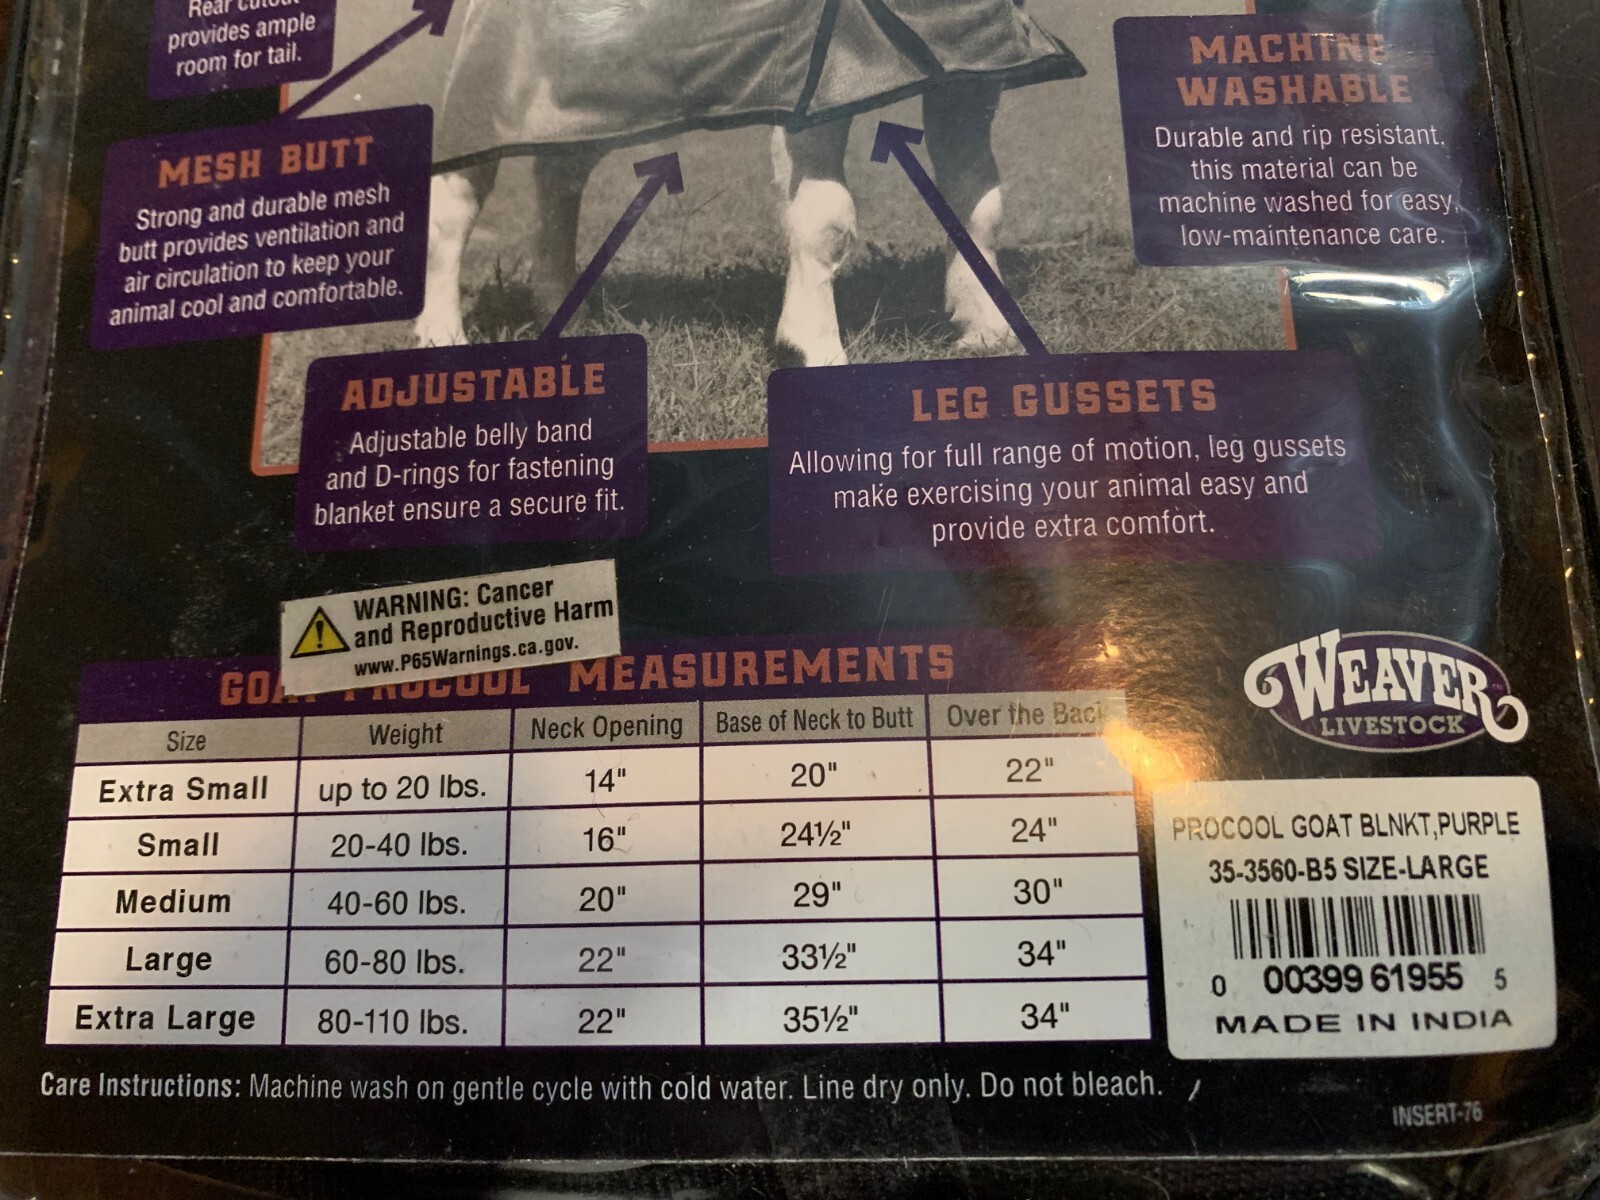 Rear cutout
provides ample
room for tail.
MESH BUTT
Strong and durable mesh
butt provides ventilation and
air circulation to keep your
animal cool and comfortable.
MACHINE
WASHABLE
Durable and rip resistant,
this material can be
machine washed for easy,
low-maintenance care.
ADJUSTABLE
Adjustable belly band
and D-rings for fastening
blanket ensure a secure fit.
LEG GUSSETS
Allowing for full range of motion, leg gussets
make exercising your animal easy and
provide extra comfort.
WARNING: Cancer
and Reproductive Harm
www.P65Warnings.ca.gov.
GOAT PROCOOL MEASUREMENTS
Size Weight Neck Opening Base of Neck to Butt Over the Back
Extra Small up to 20 lbs. 14" 20" 22"
Small 20-40 lbs. 16" 24½" 24"
Medium 40-60 lbs. 20" 29" 30"
Large 60-80 lbs. 22" 33½" 34"
Extra Large 80-110 lbs. 22" 35½" 34"
WEAVER
LIVESTOCK
PROCOOL GOAT BLNKT,PURPLE
35-3560-B5 SIZE-LARGE
0 00399 61955 5
MADE IN INDIA
Care Instructions: Machine wash on gentle cycle with cold water. Line dry only. Do not bleach.
INSERT-76